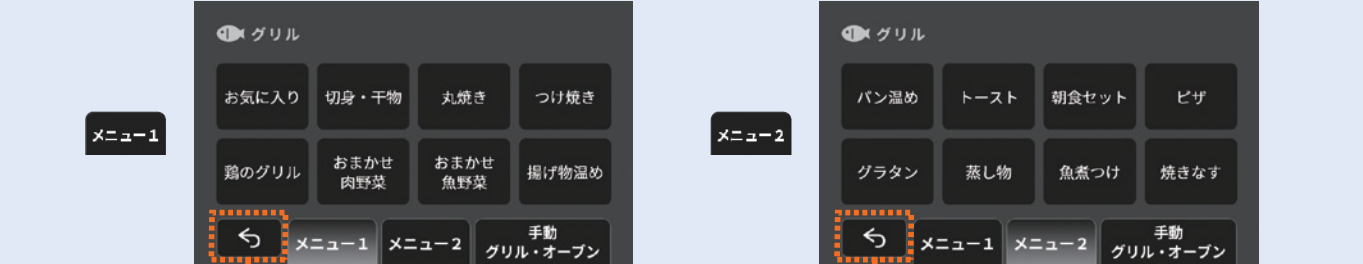 メニュー1
グリル
お気に入り 切身・干物 丸焼き つけ焼き
鶏のグリル おまかせ 肉野菜 おまかせ 魚野菜 揚げ物温め
メニュー1 メニュー2 手動 グリル・オーブン
メニュー2
グリル
パン温め トースト 朝食セット ピザ
グラタン 蒸し物 魚煮つけ 焼きなす
メニュー1 メニュー2 手動 グリル・オーブン